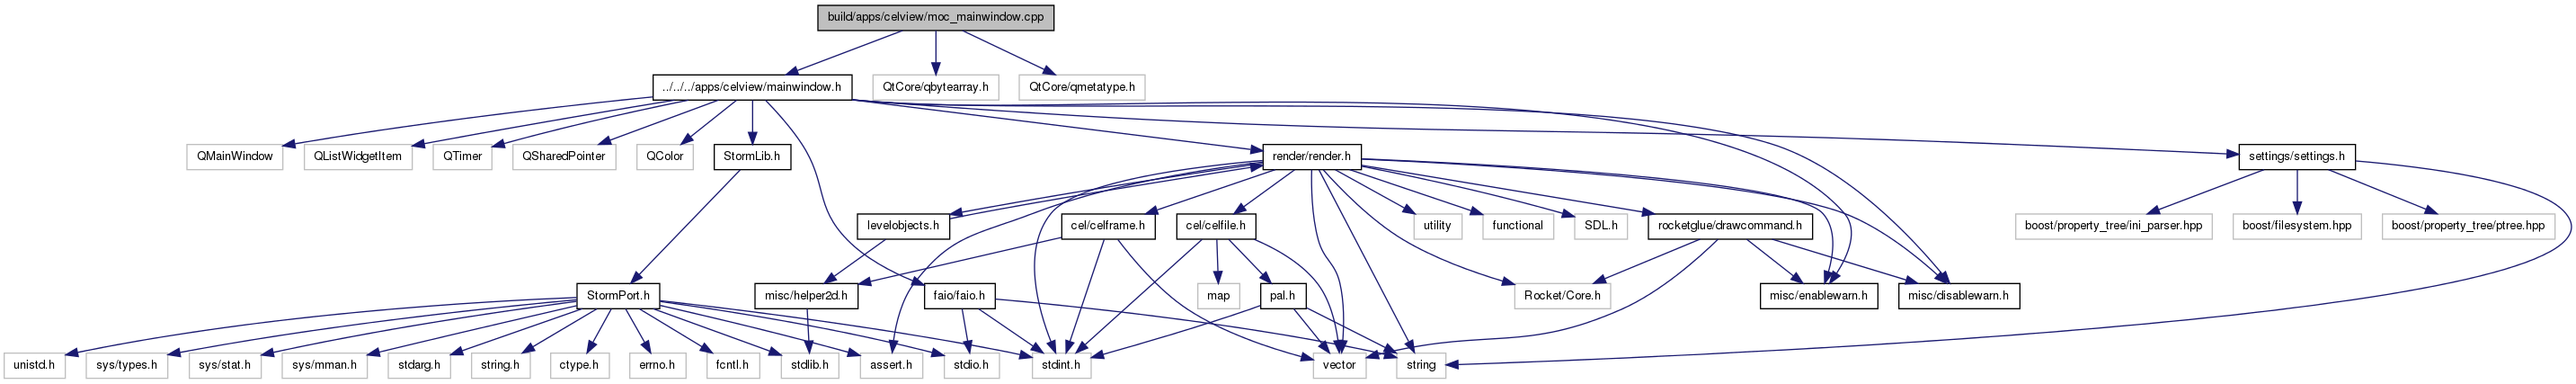 build/apps/celview/moc_mainwindow.cpp
../../../apps/celview/mainwindow.h
QtCore/qbytearray.h
QtCore/qmetatype.h
QMainWindow
QListWidgetItem
QTimer
QSharedPointer
QColor
StormLib.h
render/render.h
settings/settings.h
levelobjects.h
cel/celframe.h
cel/celfile.h
utility
functional
SDL.h
rocketglue/drawcommand.h
boost/property_tree/ini_parser.hpp
boost/filesystem.hpp
boost/property_tree/ptree.hpp
StormPort.h
misc/helper2d.h
faio/faio.h
map
pal.h
Rocket/Core.h
misc/enablewarn.h
misc/disablewarn.h
unistd.h
sys/types.h
sys/stat.h
sys/mman.h
stdarg.h
string.h
ctype.h
errno.h
fcntl.h
stdlib.h
assert.h
stdio.h
stdint.h
vector
string